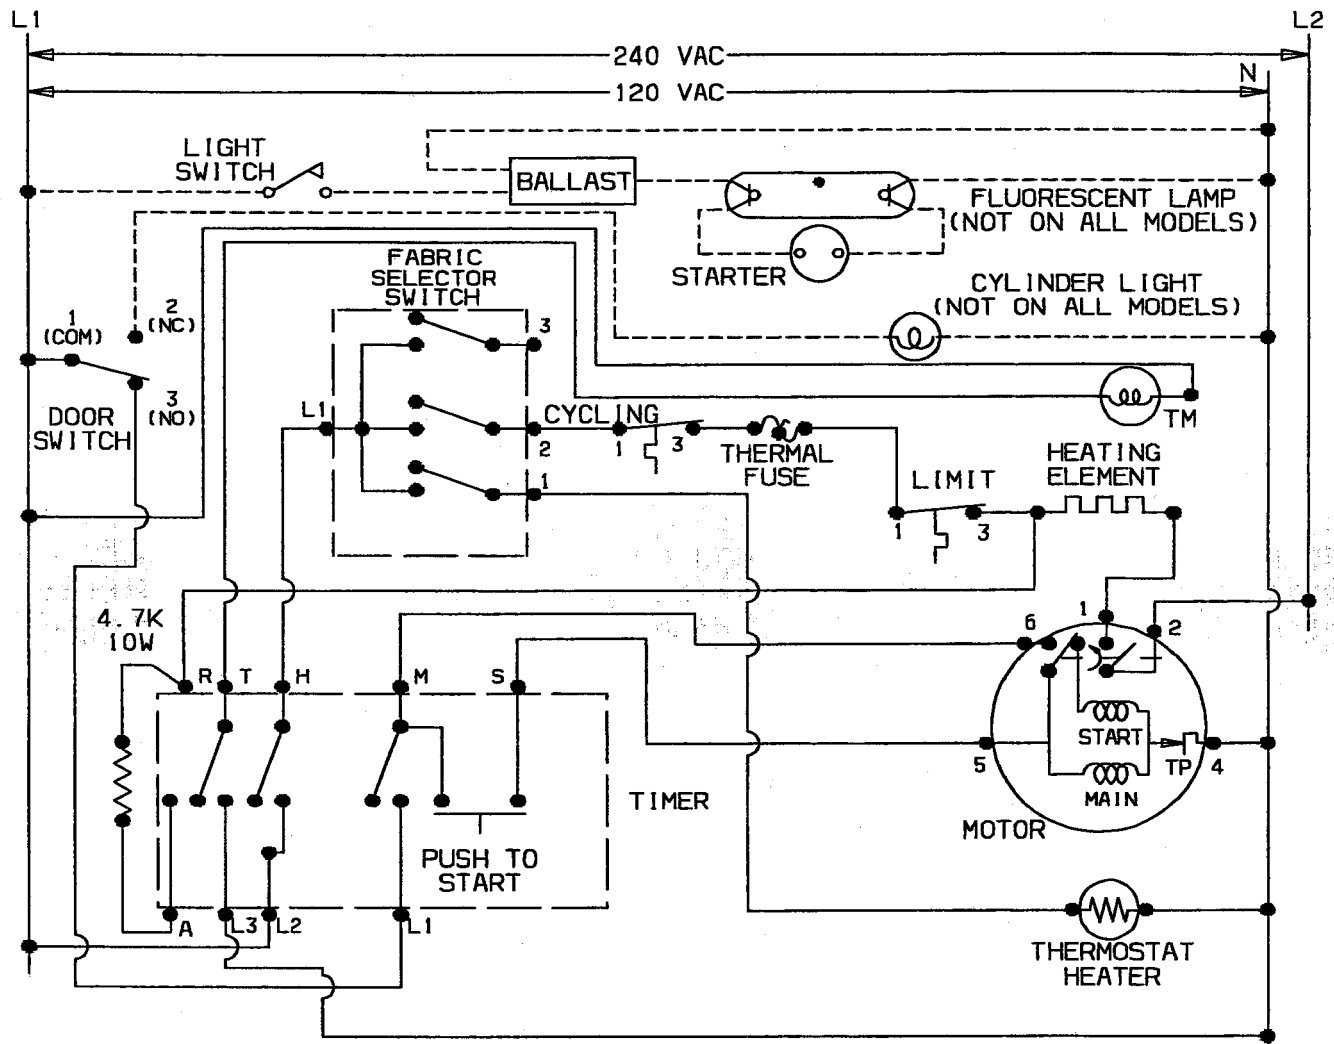 L1
L2
240 VAC
N
120 VAC
LIGHT
SWITCH
BALLAST
FLUORESCENT LAMP
(NOT ON ALL MODELS)
STARTER
FABRIC
SELECTOR
SWITCH
CYLINDER LIGHT
(NOT ON ALL MODELS)
1
(COM)
2
(NC)
3
3
(NO)
DOOR
SWITCH
L1
CYCLING
2
1
3
TM
THERMAL
FUSE
HEATING
ELEMENT
1
LIMIT
1
3
4.7K
10W
6
1
2
R
T
H
M
S
START
5
TP
4
MAIN
TIMER
MOTOR
PUSH TO
START
A
L3
L2
L1
THERMOSTAT
HEATER